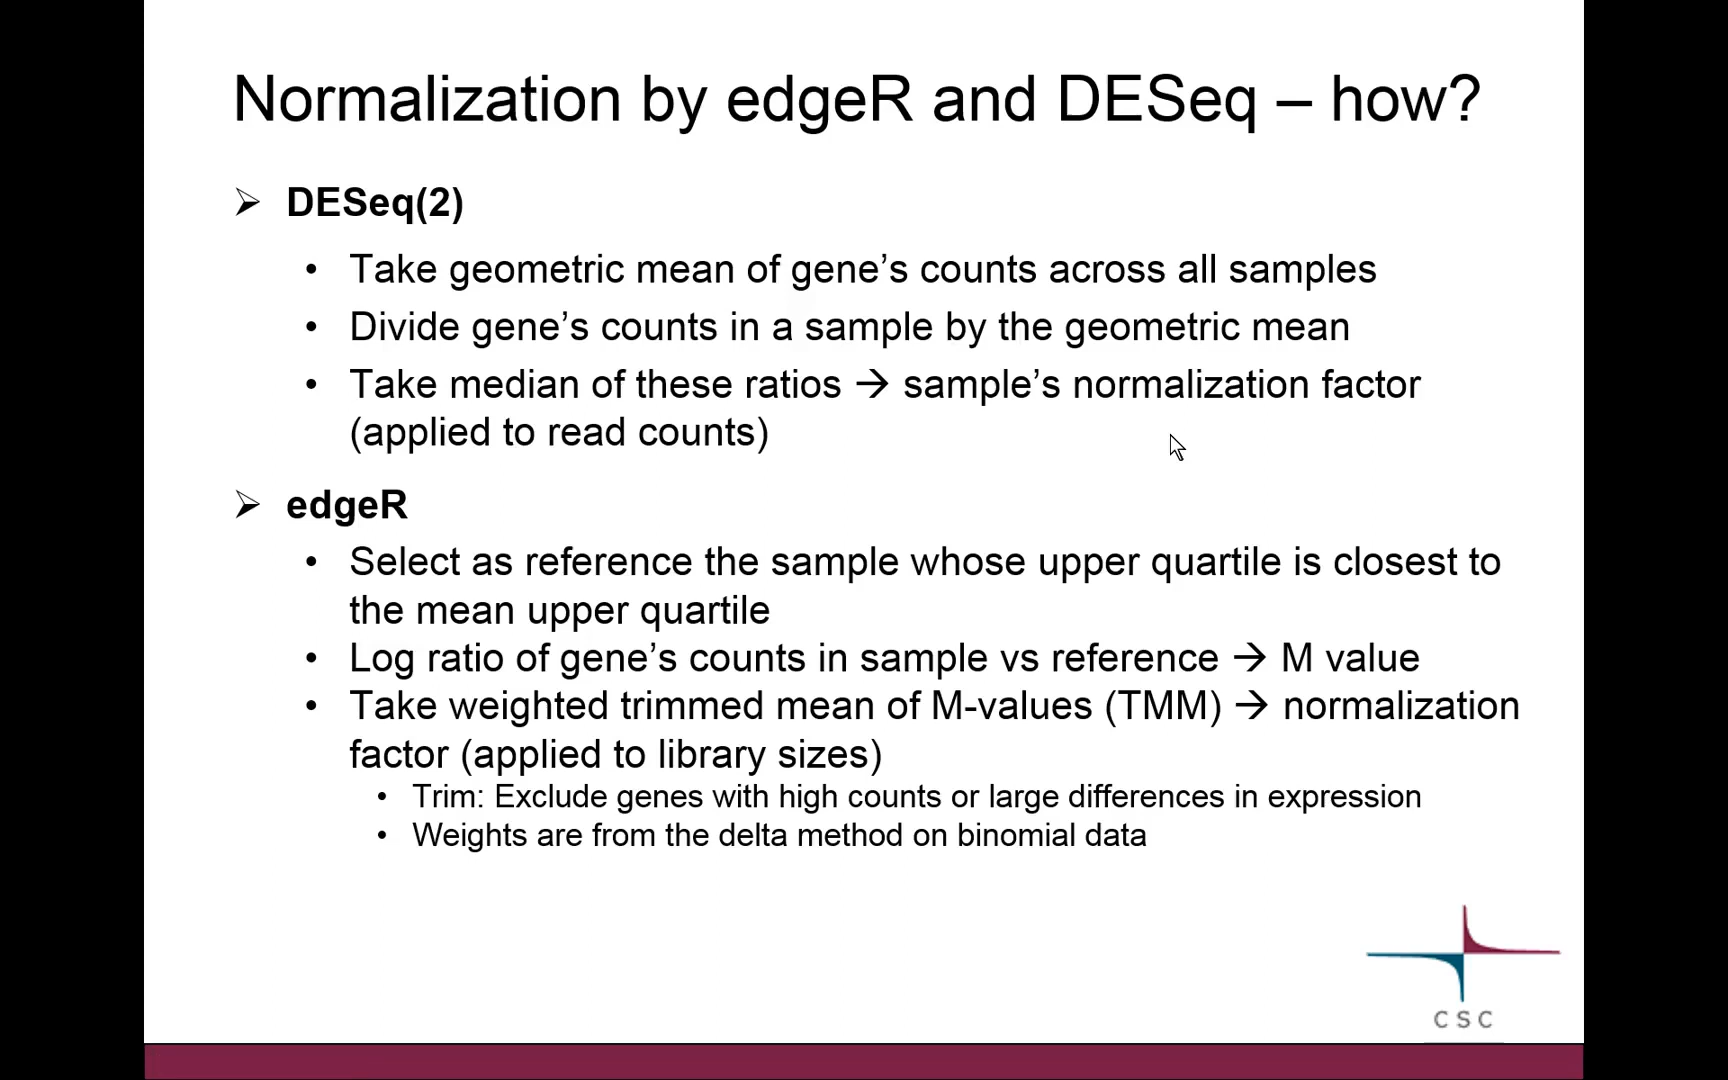 Normalization by edgeR and DESeq – how?
➢ DESeq(2)
• Take geometric mean of gene’s counts across all samples
• Divide gene’s counts in a sample by the geometric mean
• Take median of these ratios → sample’s normalization factor
(applied to read counts)
➢ edgeR
• Select as reference the sample whose upper quartile is closest to
the mean upper quartile
• Log ratio of gene’s counts in sample vs reference → M value
• Take weighted trimmed mean of M-values (TMM) → normalization
factor (applied to library sizes)
• Trim: Exclude genes with high counts or large differences in expression
• Weights are from the delta method on binomial data
CSC